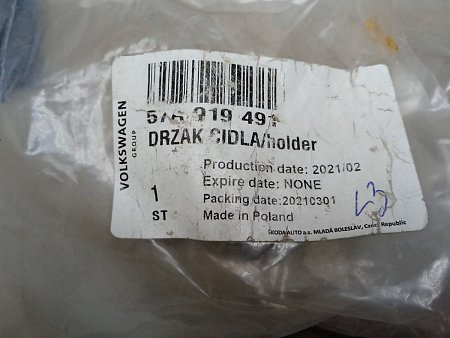 VOLKSWAGEN
GROUP
57A 919 491
DRZAK CIDLA/holder
Production date: 2021/02
Expire date: NONE
Packing date:20210301
Made in Poland
1
ST
ŠKODA AUTO a.s. MLADÁ BOLESLAV, Czech Republic